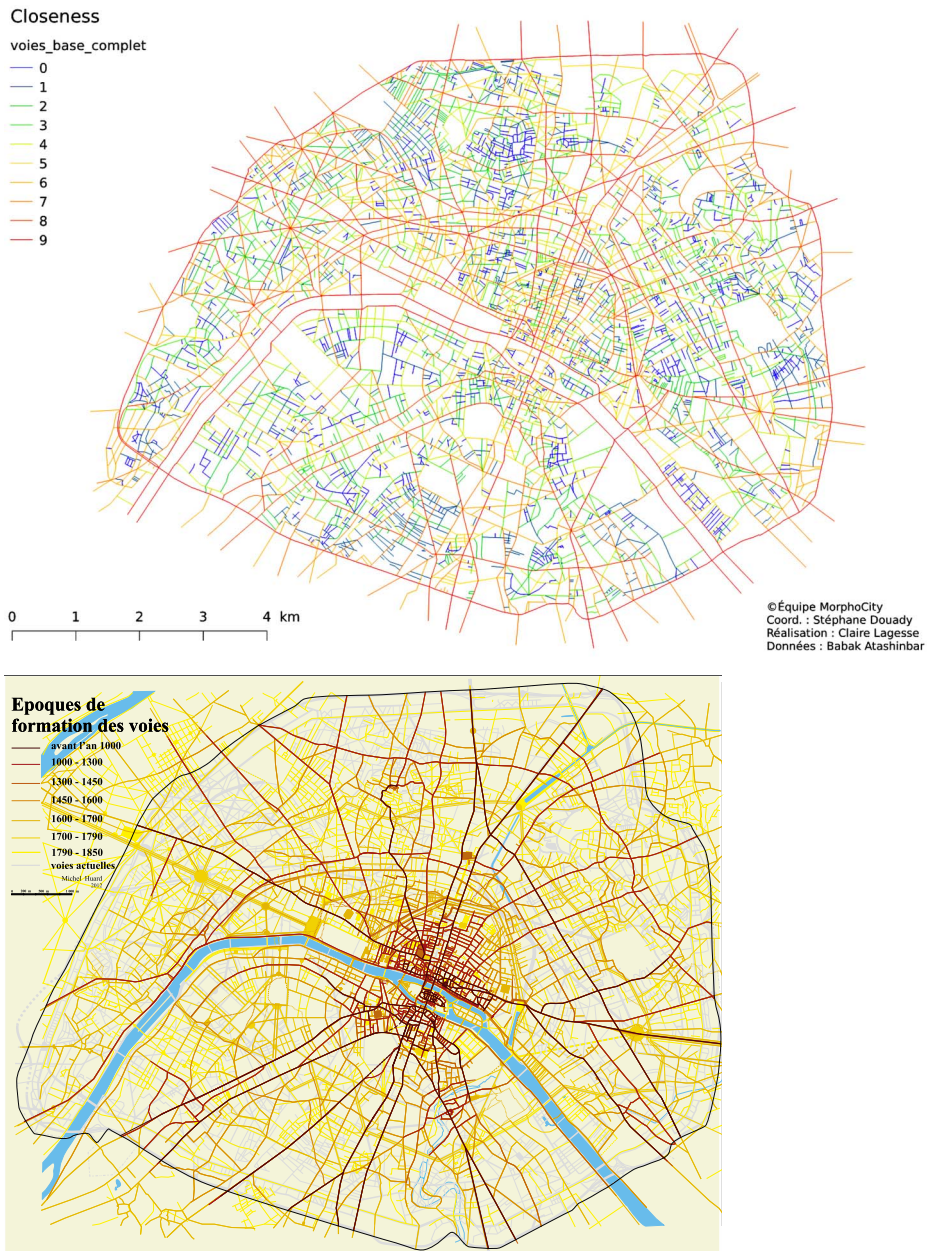 Closeness
voies_base_complet
0
1
2
3
4
5
6
7
8
9
0 1 2 3 4 km
©Équipe MorphoCity
Coord. : Stéphane Douady
Réalisation : Claire Lagesse
Données : Babak Atashinbar
Epoques de
formation des voies
avant l'an 1000
1000 - 1300
1300 - 1450
1450 - 1600
1600 - 1700
1700 - 1790
1790 - 1850
voies actuelles
Michel Huard
2012